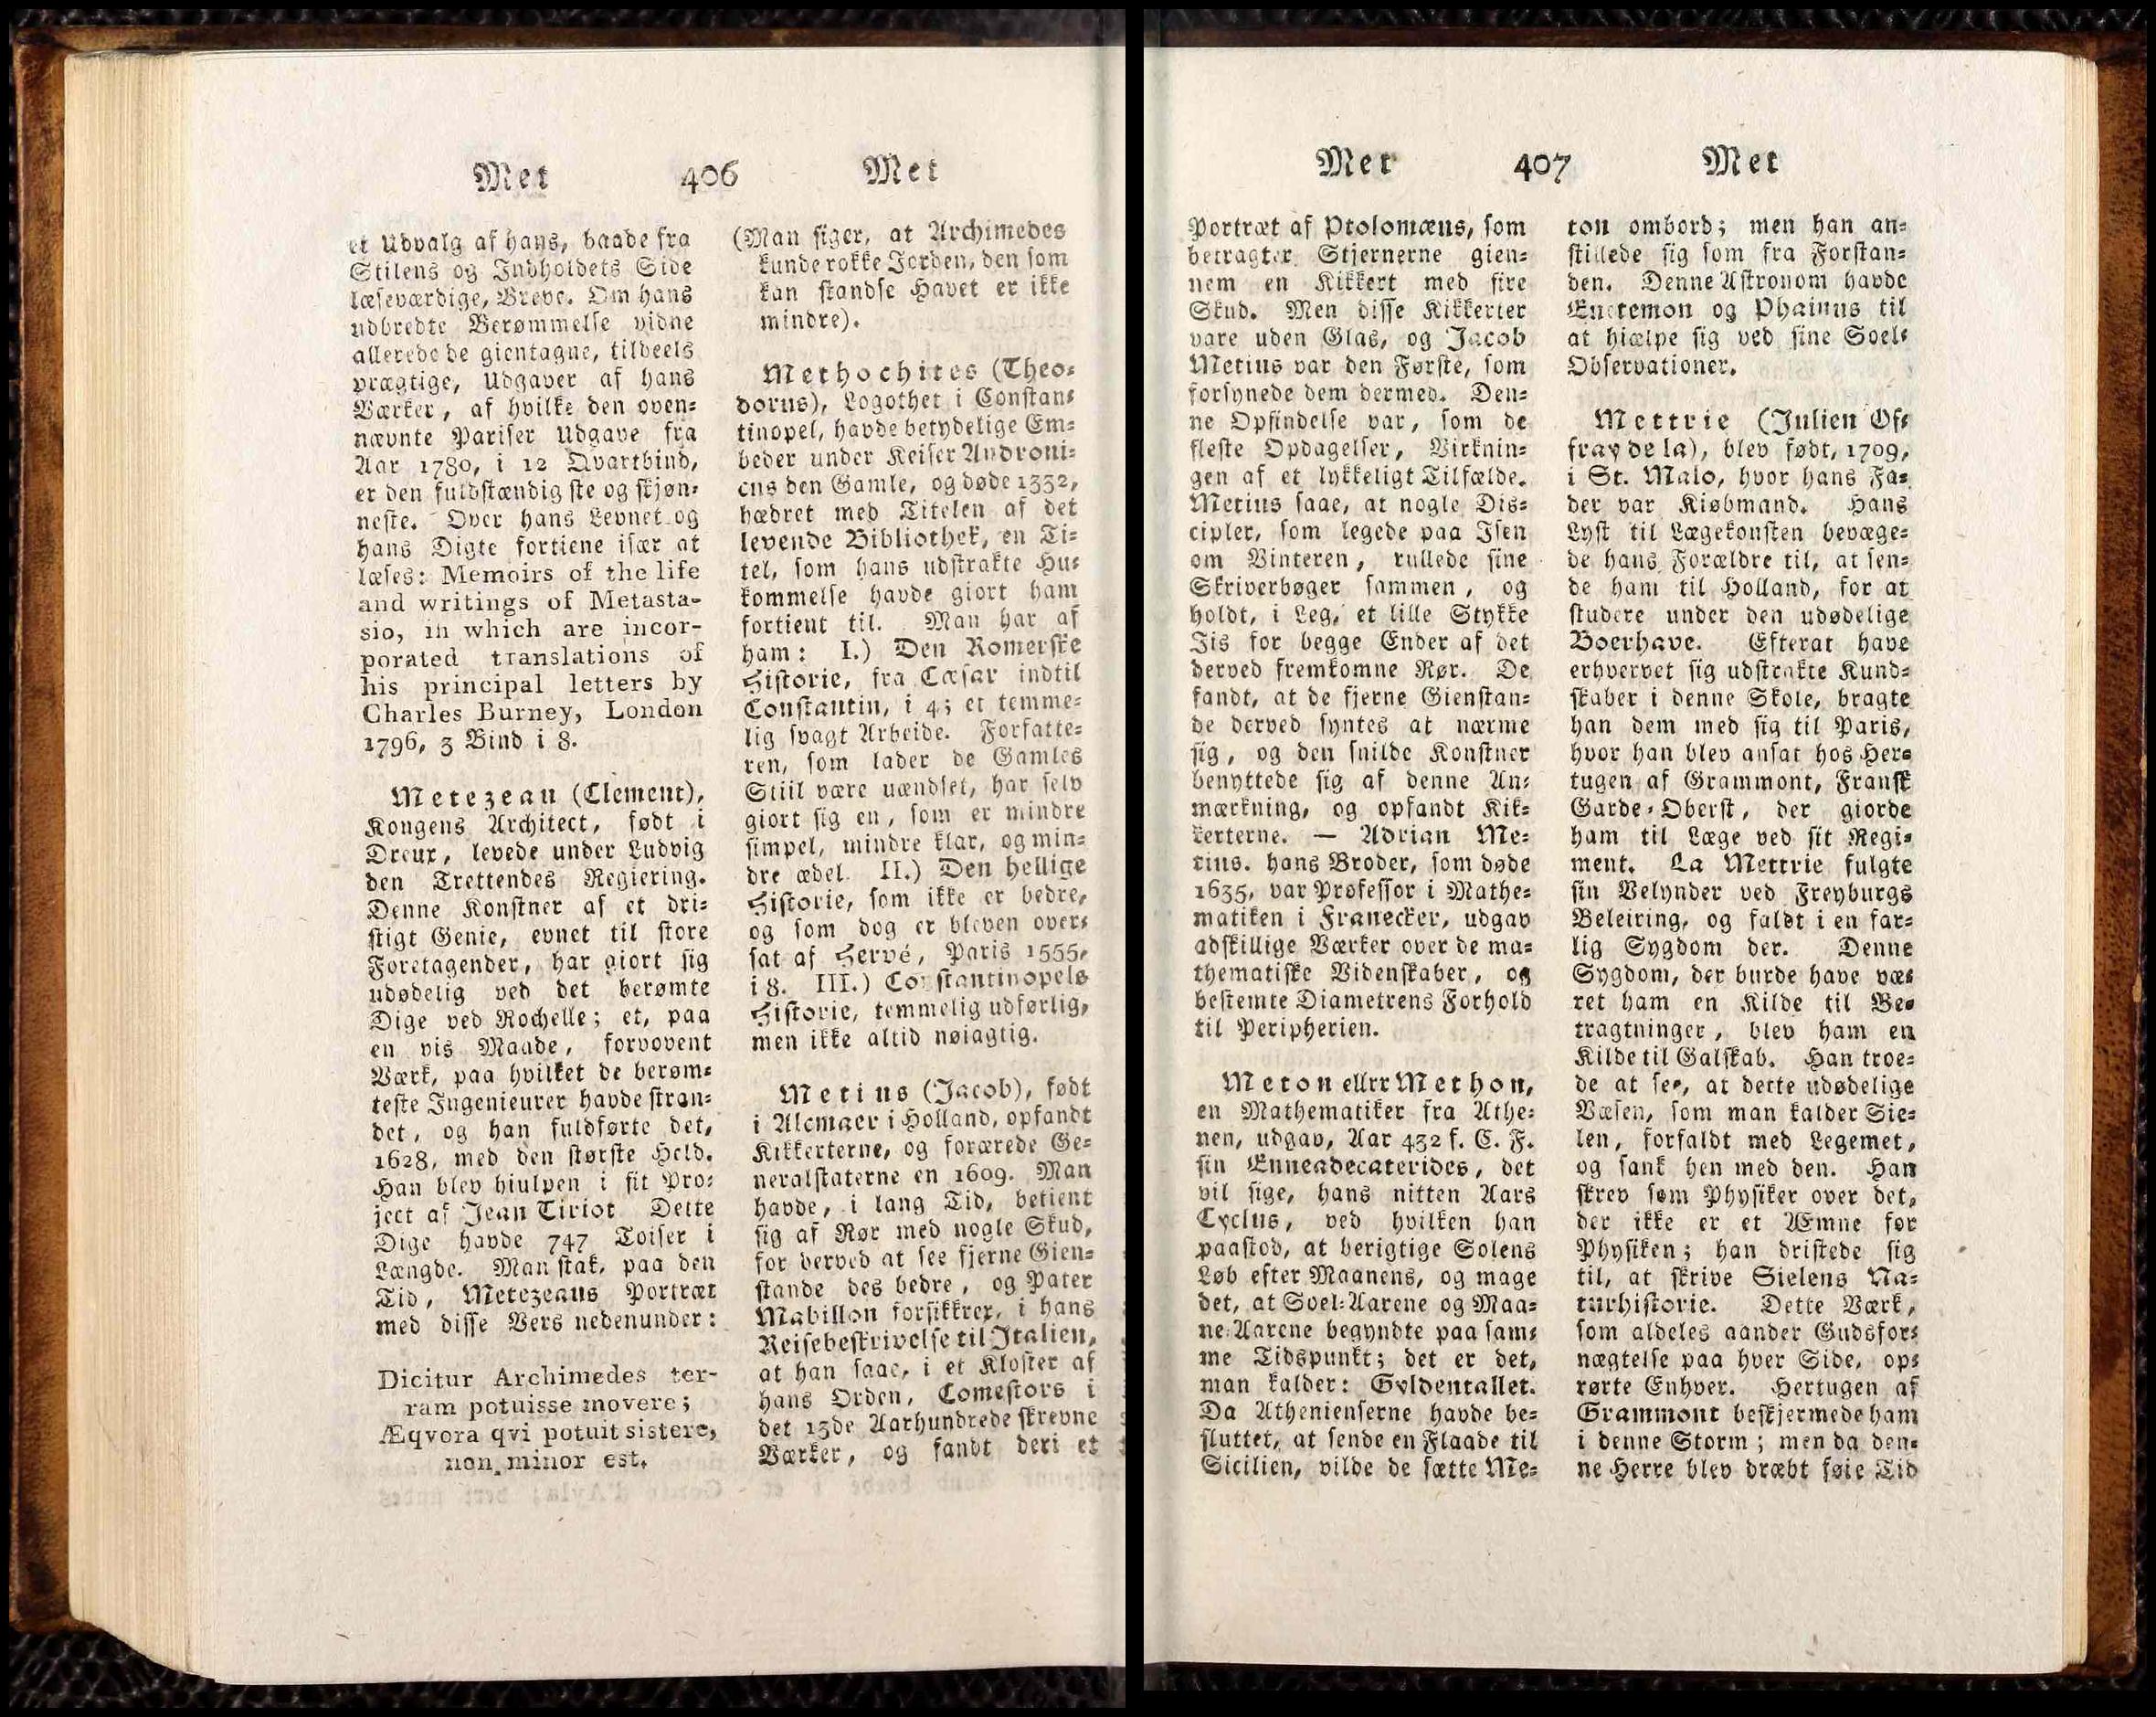 Met 406 Met
et Udvalg af hans, baade fra
Stilens og Indholdets Side
læseværdige, Breve. Om hans
udbredte Berømmelse vidne
allerede de gientagne, tildeels
prægtige, Udgaver af hans
Værker, af hvilke den oven-
nævnte Pariser Udgave fra
Aar 1780, i 12 Qvartbind,
er den fuldstændigste og skjøn-
neste. Over hans Levnet og
hans Digte fortiene især at
læses: Memoirs of the life
and writings of Metasta-
sio, in which are incor-
porated translations of
his principal letters by
Charles Burney, London
1796, 3 Bind i 8.
Metezeau (Clement),
Kongens Architect, født i
Dreux, levede under Ludvig
den Trettendes Regiering.
Denne Konstner af et dri-
stigt Genie, evnet til store
Foretagender, har giort sig
udødelig ved det berømte
Dige ved Rochelle; et, paa
en vis Maade, forvovent
Værk, paa hvilket de berøm-
teste Ingenieurer havde stran-
det, og han fuldførte det,
1628, med den største Held.
Han blev hiulpen i sit Pro-
ject af Jean Tiriot Dette
Dige havde 747 Toiser i
Længde. Man stak, paa den
Tid, Metezeaus Portræt
med disse Vers nedenunder:
Dicitur Archimedes ter-
ram potuisse movere;
Æqvora qvi potuit sistere,
non minor est.
(Man siger, at Archimedes
kunde rokke Jorden, den som
kan standse Havet er ikke
mindre).
Methochites (Theo-
dorus), Logothet i Constan-
tinopel, havde betydelige Em-
beder under Keiser Androni-
cus den Gamle, og døde 1332,
hædret med Titelen af det
levende Bibliothek, en Ti-
tel, som hans udstrakte Hu-
kommelse havde giort ham
fortient til. Man har af
ham: I.) Den Romerske
Historie, fra Cæsar indtil
Constantin, i 4; et temme-
lig svagt Arbeide. Forfatte-
ren, som lader de Gamles
Stiil være uændset, har selv
giort sig en, som er mindre
simpel, mindre klar, og min-
dre ædel. II.) Den hellige
Historie, som ikke er bedre,
og som dog er bleven over-
sat af Hervé, Paris 1555,
i 8. III.) Constantinopels
Historie, temmelig udførlig,
men ikke altid nøiagtig.
Metius (Jacob), født
i Alcmaer i Holland, opfandt
Kikkerterne, og forærede Ge-
neralstaterne en 1609. Man
havde, i lang Tid, betient
sig af Rør med nogle Skud,
for derved at see fjerne Gien-
stande des bedre, og Pater
Mabillon forsikkrer, i hans
Reisebeskrivelse til Italien,
at han saae, i et Kloster af
hans Orden, Comestors i
det 13de Aarhundrede skrevne
Værker, og fandt deri et
Met 407 Met
Portræt af Ptolomæus, som
betragter Stjernerne gien-
nem en Kikkert med fire
Skud. Men disse Kikkerter
vare uden Glas, og Jacob
Metius var den Første, som
forsynede dem dermed. Den-
ne Opfindelse var, som de
fleste Opdagelser, Virknin-
gen af et lykkeligt Tilfælde.
Metius saae, at nogle Dis-
cipler, som legede paa Isen
om Vinteren, rullede sine
Skriverbøger sammen, og
holdt, i Leg, et lille Stykke
Iis for begge Ender af det
derved fremkomne Rør. De
fandt, at de fjerne Gienstan-
de derved syntes at nærme
sig, og den snilde Konstner
benyttede sig af denne An-
mærkning, og opfandt Kik-
kerterne. — Adrian Me-
tius. hans Broder, som døde
1635, var Professor i Mathe-
matiken i Franecker, udgav
adskillige Værker over de ma-
thematiske Videnskaber, og
bestemte Diametrens Forhold
til Peripherien.
Meton ellrr Methon,
en Mathematiker fra Athe-
nen, udgav, Aar 432 f. C. F.
sin Enneadecaterides, det
vil sige, hans nitten Aars
Cyclus, ved hvilken han
paastod, at berigtige Solens
Løb efter Maanens, og mage
det, at Soel-Aarene og Maa-
ne-Aarene begyndte paa sam-
me Tidspunkt; det er det,
man kalder: Gyldentallet.
Da Athenienserne havde be-
sluttet, at sende en Flaade til
Sicilien, vilde de sætte Me-
ton ombord; men han an-
stillede sig som fra Forstan-
den. Denne Astronom havde
Euctemon og Phainus til
at hiælpe sig ved sine Soel-
Observationer.
Mettrie (Julien Of-
fray de la), blev født, 1709,
i St. Malo, hvor hans Fa-
der var Kiøbmand. Hans
Lyst til Lægekonsten bevæge-
de hans Forældre til, at sen-
de ham til Holland, for at
studere under den udødelige
Boerhave. Efterat have
erhvervet sig udstrakte Kund-
skaber i denne Skole, bragte
han dem med sig til Paris,
hvor han blev ansat hos Her-
tugen af Grammont, Fransk
Garde-Oberst, der giorde
ham til Læge ved sit Regi-
ment. La Mettrie fulgte
sin Velynder ved Freyburgs
Beleiring, og faldt i en far-
lig Sygdom der. Denne
Sygdom, der burde have væ-
ret ham en Kilde til Be-
tragtninger, blev ham en
Kilde til Galskab. Han troe-
de at see, at dette udødelige
Væsen, som man kalder Sie-
len, forfaldt med Legemet,
og sank hen med den. Han
skrev som Physiker over det,
der ikke er et Æmne for
Physiken; han dristede sig
til, at skrive Sielens Na-
turhistorie. Dette Værk,
som aldeles aander Gudsfor-
nægtelse paa hver Side, op-
rørte Enhver. Hertugen af
Grammont beskjermede ham
i denne Storm; men da den-
ne Herre blev dræbt føie Tid